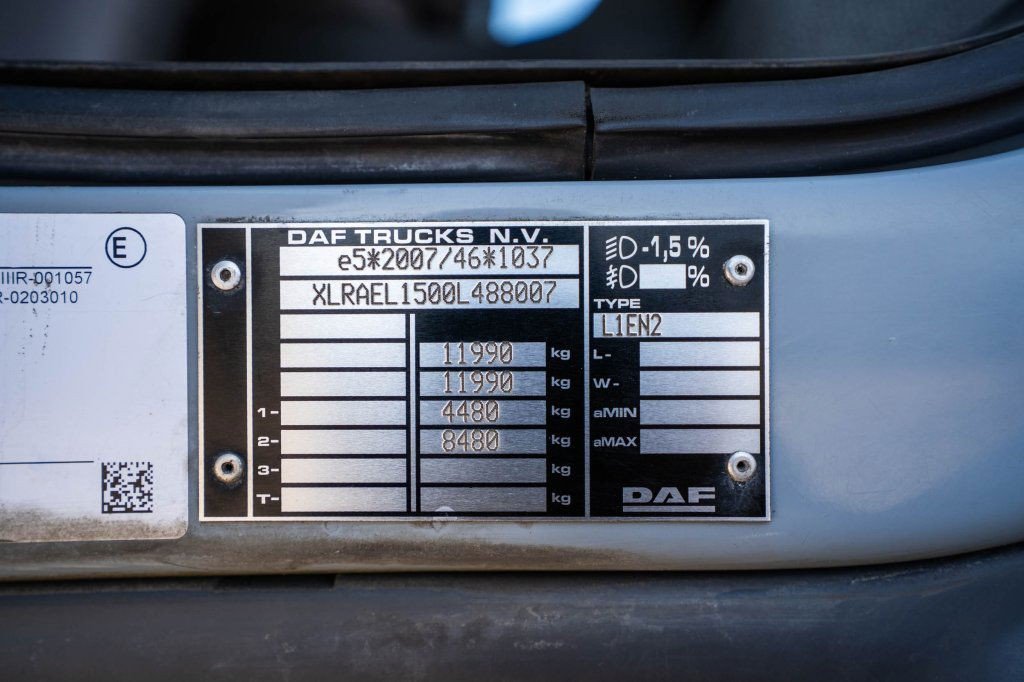 E
IIIR-001057
R-0203010
DAF TRUCKS N.V.
e5*2007/46*1037
XLRAEL1500L488007
-1,5 %
%
TYPE
L1EN2
11990 kg
L-
11990 kg
W-
1- 4480 kg
aMIN
2- 8480 kg
aMAX
3- kg
T- kg
DAF